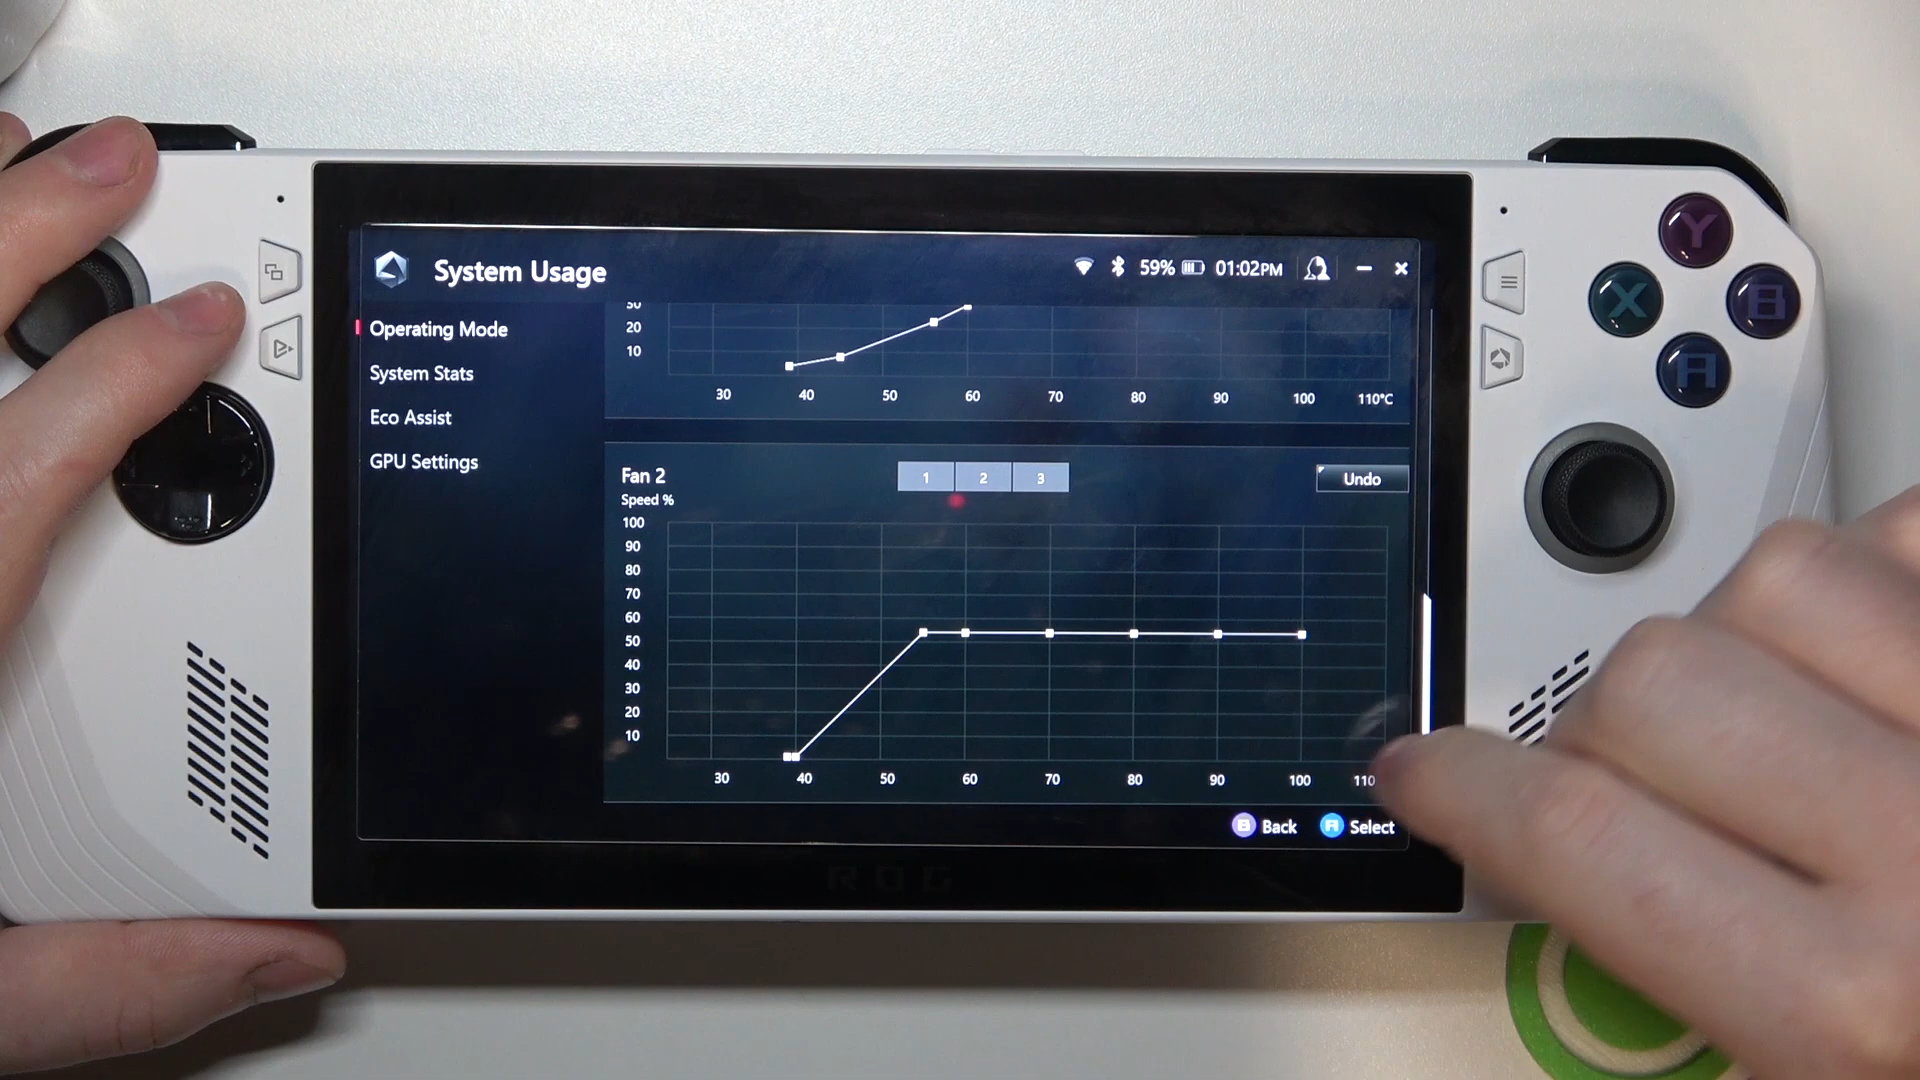 System Usage
59% 01:02PM
Operating Mode
System Stats
Eco Assist
GPU Settings
20
10
30 40 50 60 70 80 90 100 110°C
Fan 2
1 2 3
Undo
Speed %
100
90
80
70
60
50
40
30
20
10
30 40 50 60 70 80 90 100 110
B Back A Select
ROG
Y
X
B
A